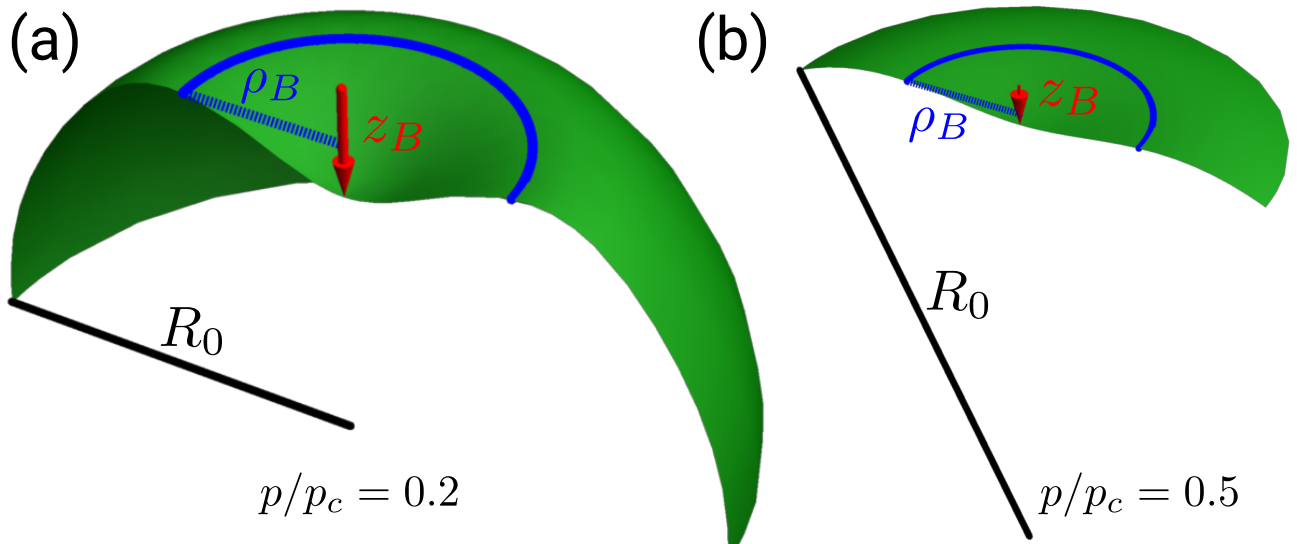 (a)
ρ_B
z_B
R_0
p/p_c = 0.2
(b)
z_B
ρ_B
R_0
p/p_c = 0.5